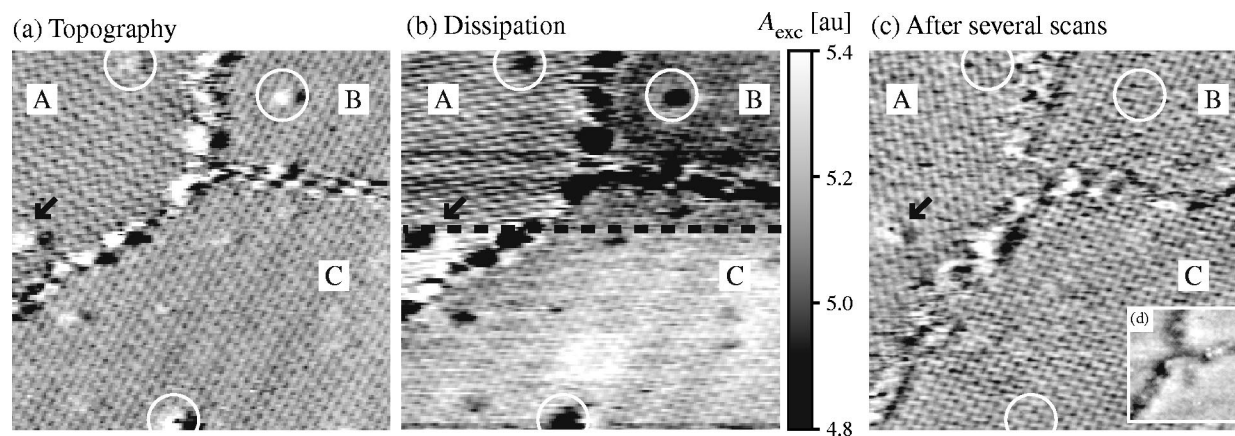 (a) Topography
(b) Dissipation
A_exc [au]
(c) After several scans
A
B
C
A
B
C
5.4
5.2
5.0
4.8
A
B
C
(d)